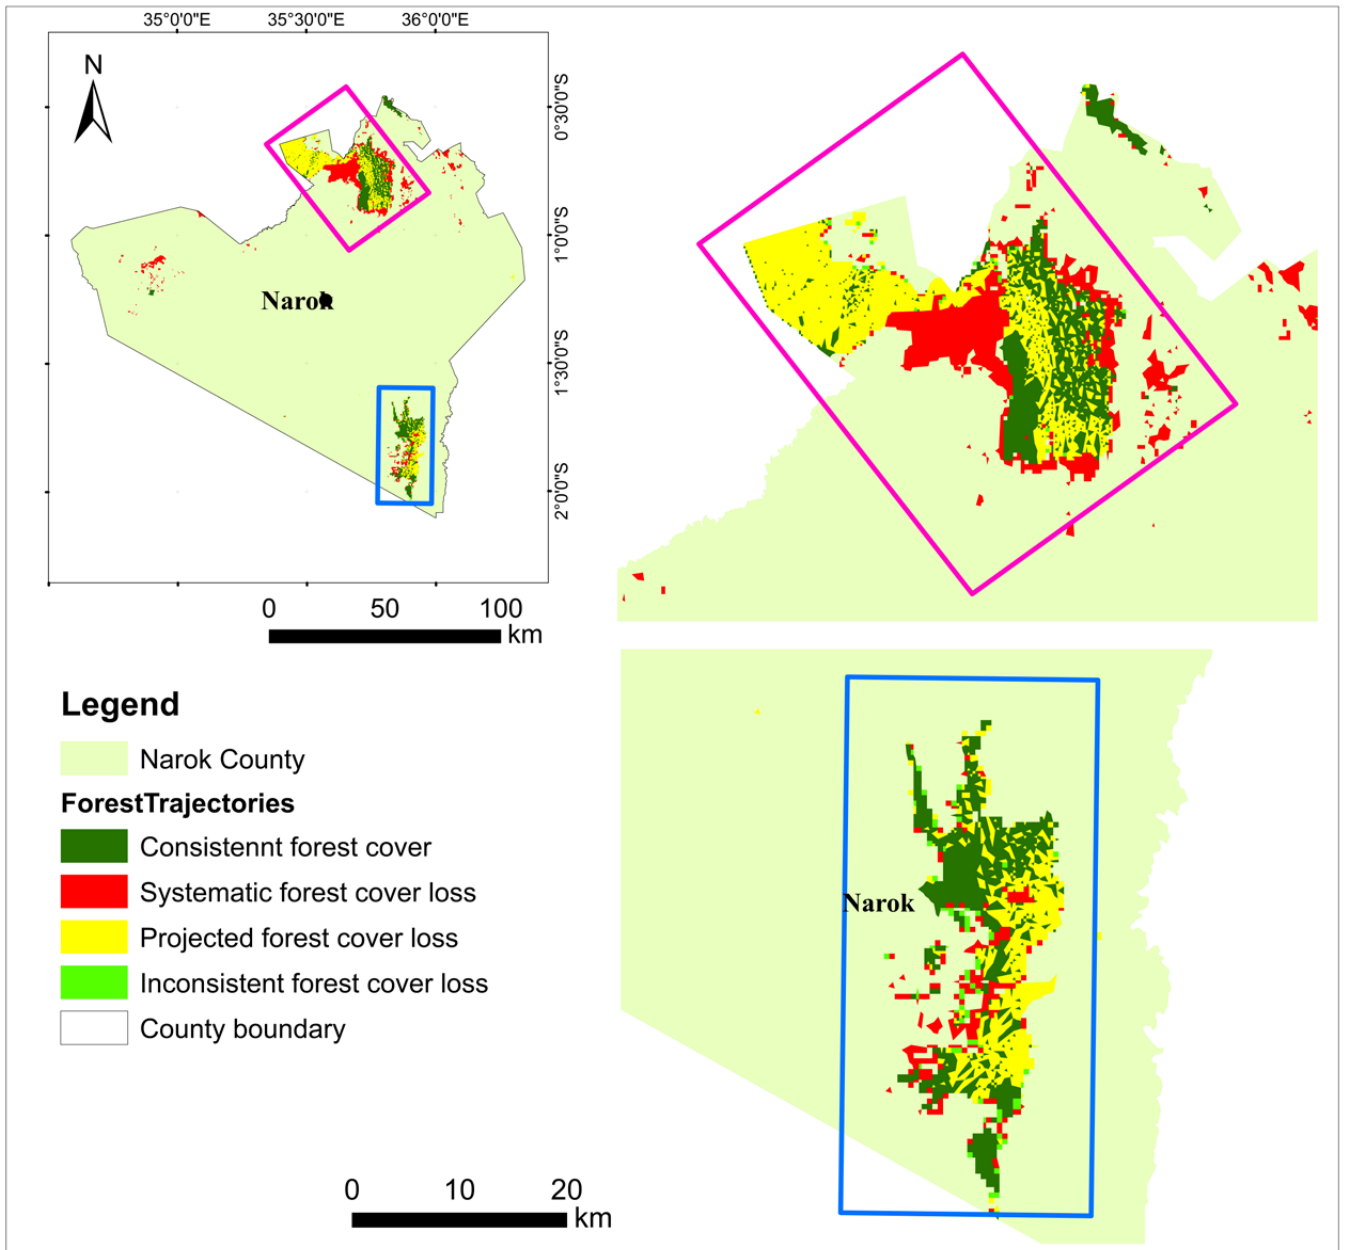 35°0'0"E 35°30'0"E 36°0'0"E
N
0°30'0"S
1°0'0"S
Narok
1°30'0"S
2°0'0"S
0 50 100
km
Legend
Narok County
ForestTrajectories
Consistennt forest cover
Systematic forest cover loss
Projected forest cover loss
Inconsistent forest cover loss
County boundary
Narok
0 10 20
km